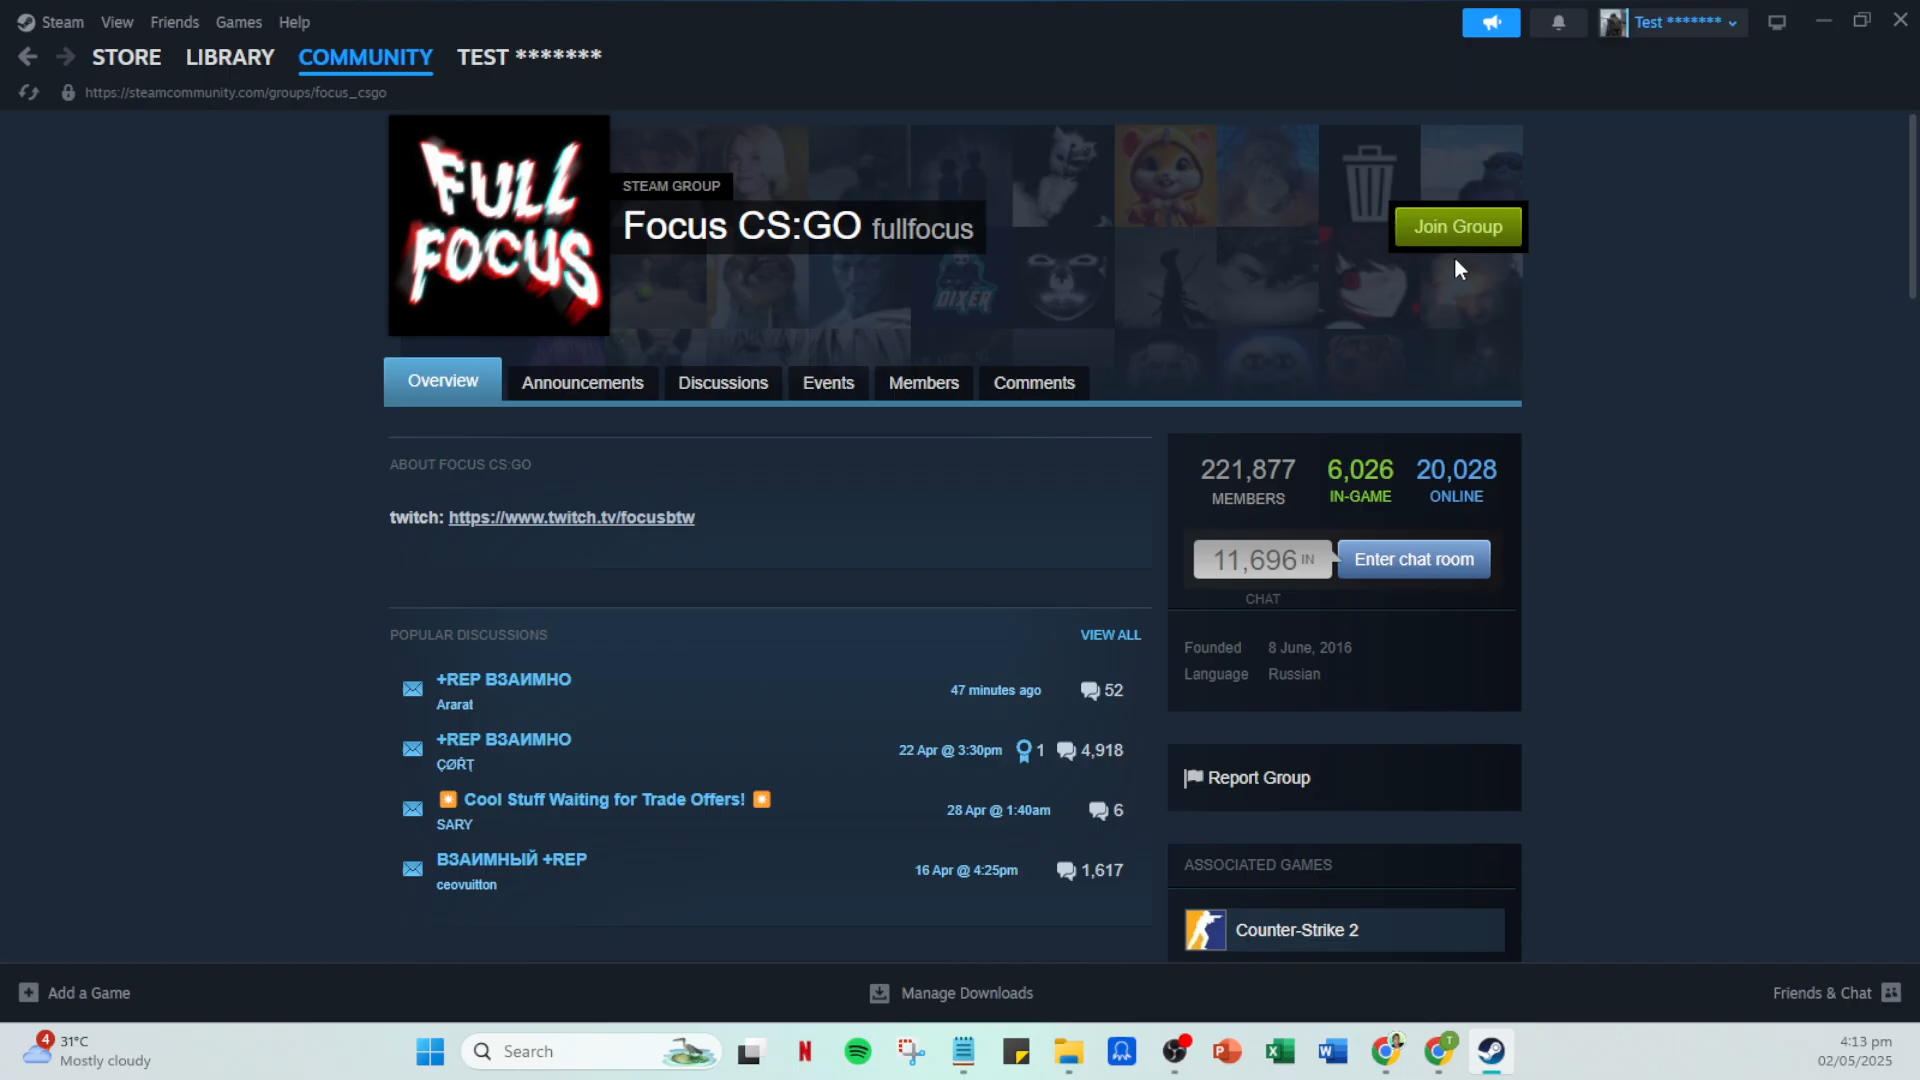 Steam View Friends Games Help
Test *******
STORE LIBRARY COMMUNITY TEST *******
https://steamcommunity.com/groups/focus_csgo
FULL
FOCUS
STEAM GROUP
Focus CS:GO fullfocus
Join Group
DIXER
Overview Announcements Discussions Events Members Comments
ABOUT FOCUS CS:GO
twitch: https://www.twitch.tv/focusbtw
221,877 6,026 20,028
MEMBERS IN-GAME ONLINE
11,696 IN Enter chat room
CHAT
Founded 8 June, 2016
Language Russian
POPULAR DISCUSSIONS VIEW ALL
+REP ВЗАИМНО
Ararat
47 minutes ago 52
+REP ВЗАИМНО
ÇØŘŢ
22 Apr @ 3:30pm 1 4,918
Cool Stuff Waiting for Trade Offers!
SARY
28 Apr @ 1:40am 6
ВЗАИМНЫЙ +REP
ceovuitton
16 Apr @ 4:25pm 1,617
Report Group
ASSOCIATED GAMES
Counter-Strike 2
Add a Game
Manage Downloads
Friends & Chat
4 31°C
Mostly cloudy
Search
4:13 pm
02/05/2025